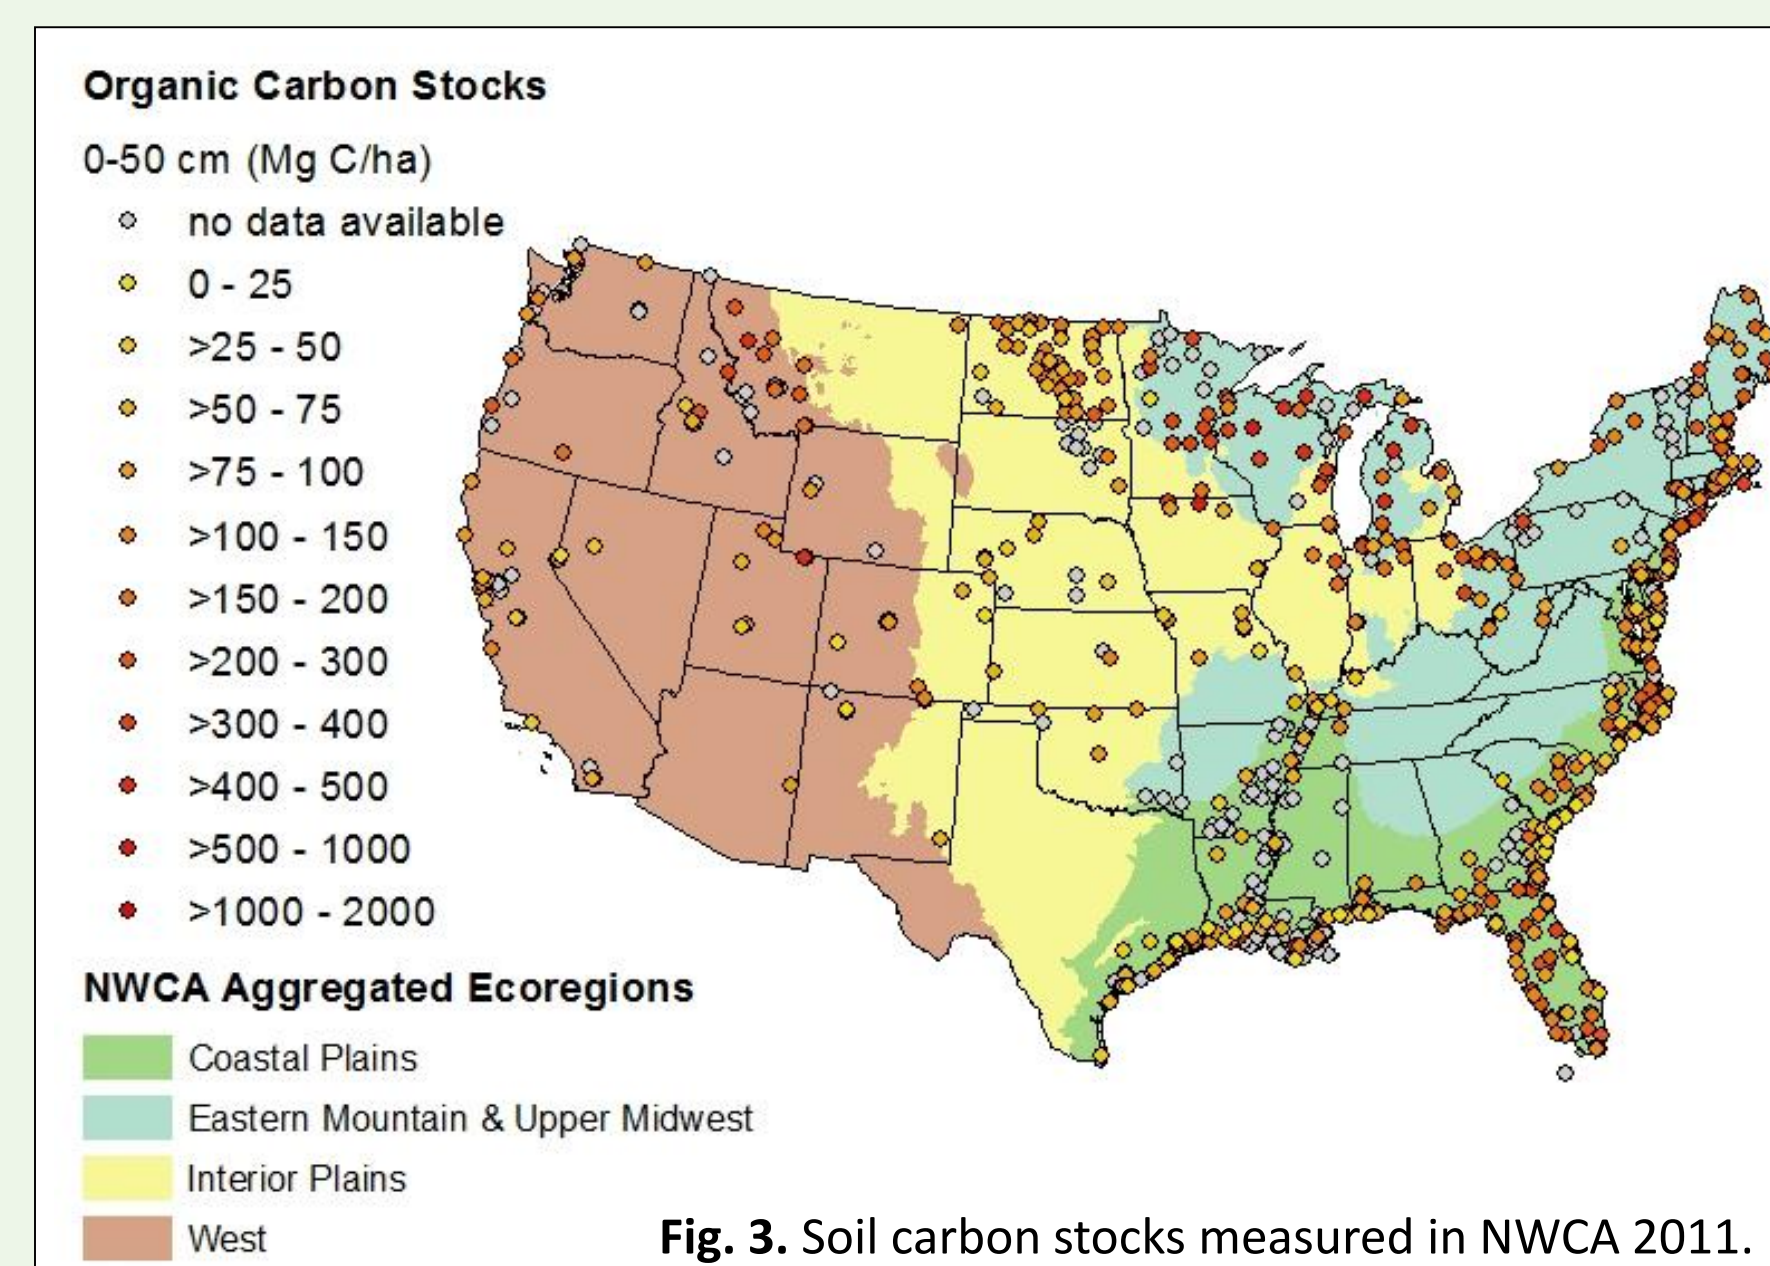 Organic Carbon Stocks
0-50 cm (Mg C/ha)
no data available
0 - 25
>25 - 50
>50 - 75
>75 - 100
>100 - 150
>150 - 200
>200 - 300
>300 - 400
>400 - 500
>500 - 1000
>1000 - 2000
NWCA Aggregated Ecoregions
Coastal Plains
Eastern Mountain & Upper Midwest
Interior Plains
West
Fig. 3. Soil carbon stocks measured in NWCA 2011.